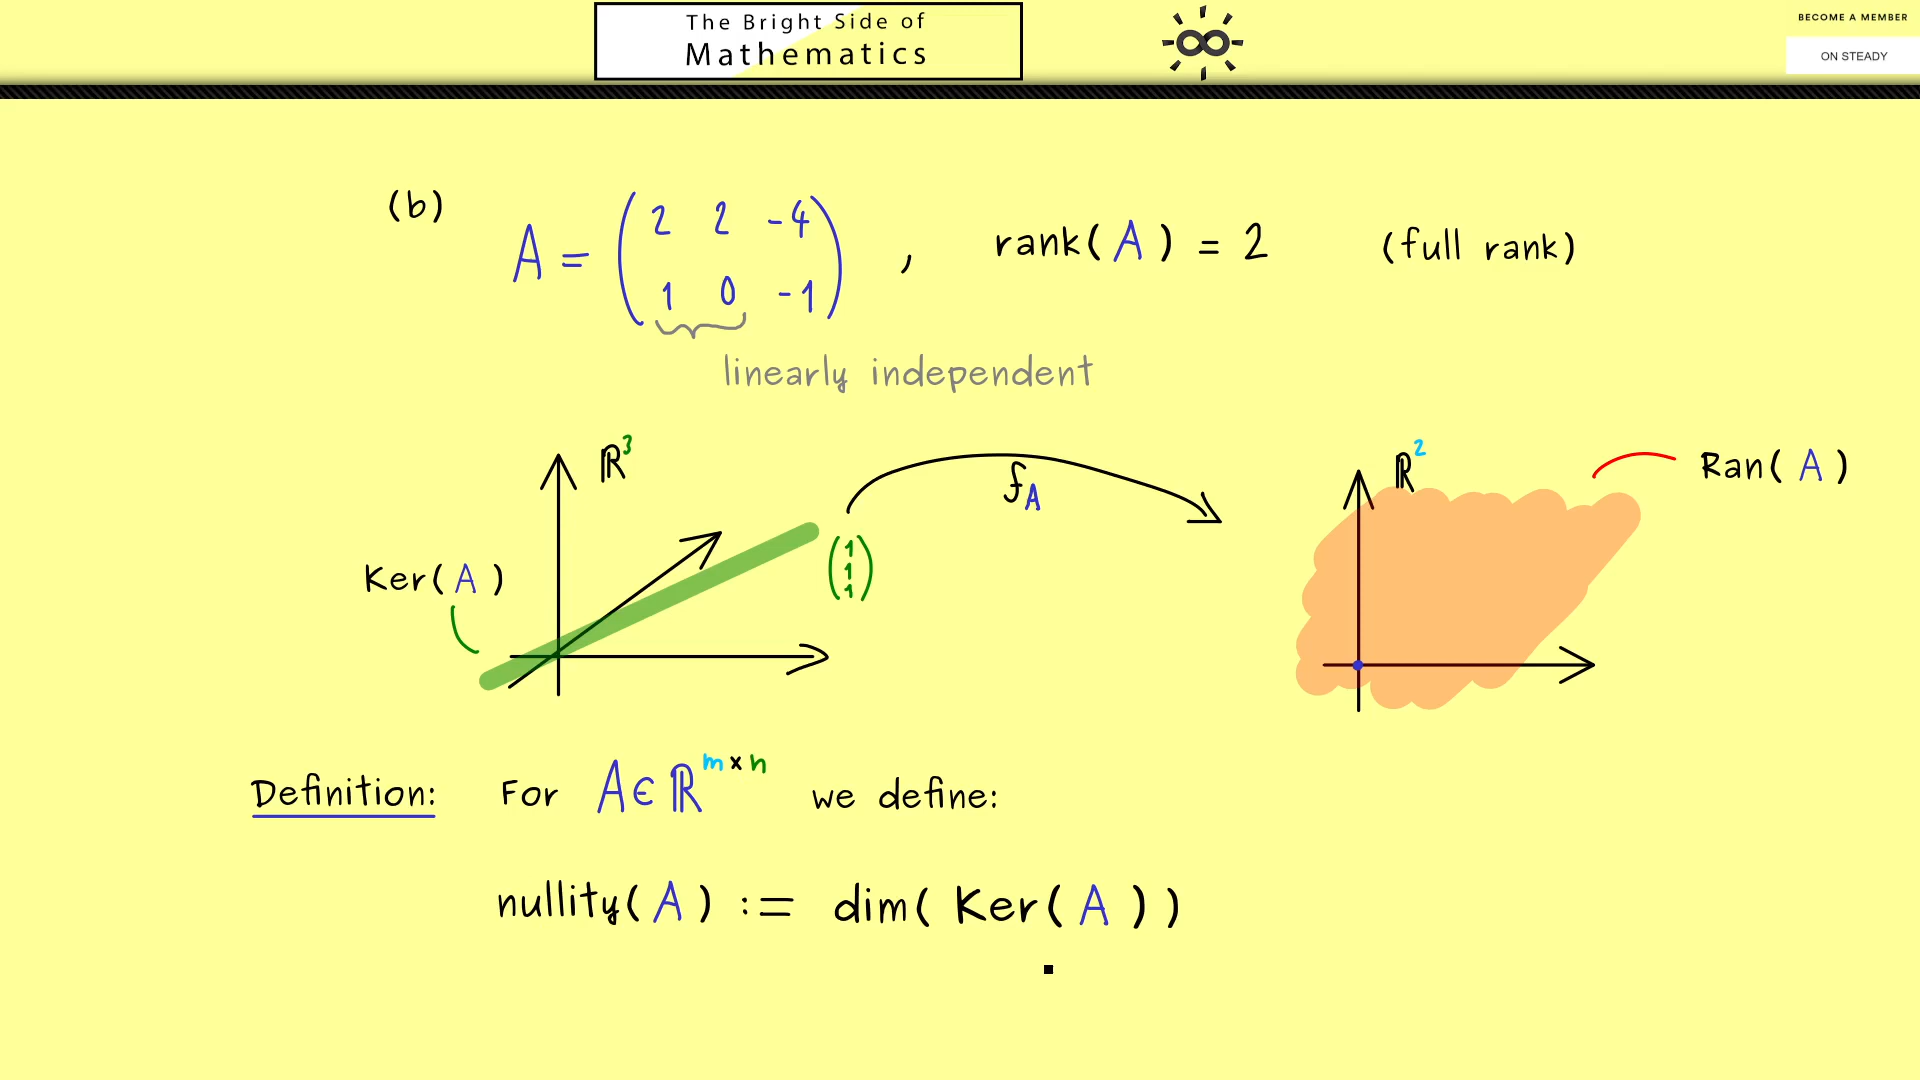 The Bright Side of
Mathematics
BECOME A MEMBER
ON STEADY
(b) A = ( 2 2 -4 ; 1 0 -1 ) , rank(A) = 2 (full rank)
linearly independent
ℝ³
f_A
ℝ²
Ran(A)
Ker(A)
(1 1 1)
Definition: For A ∈ ℝ^{m×n} we define:
nullity(A) := dim(Ker(A))